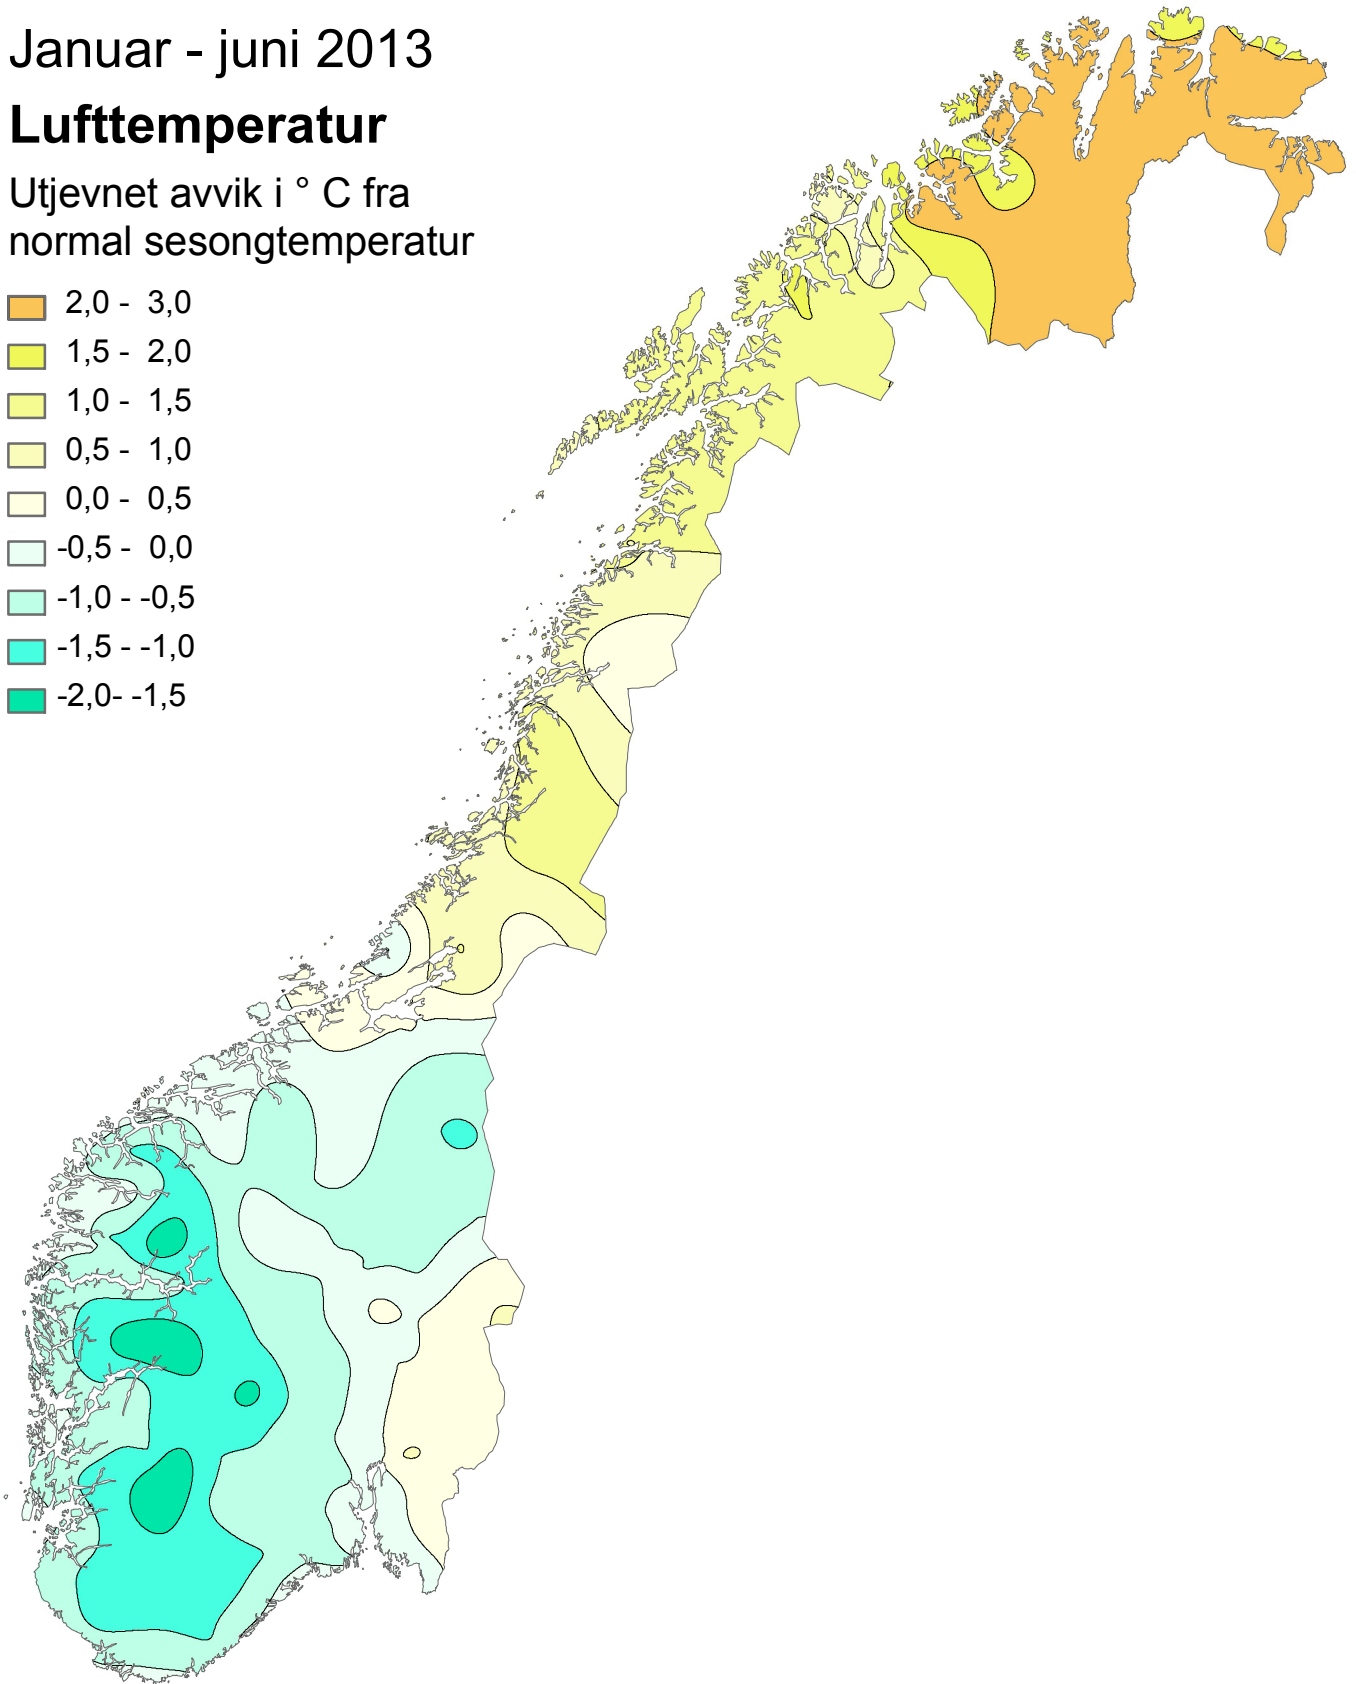 Januar - juni 2013
Lufttemperatur
Utjevnet avvik i ° C fra
normal sesongtemperatur
2,0 - 3,0
1,5 - 2,0
1,0 - 1,5
0,5 - 1,0
0,0 - 0,5
-0,5 - 0,0
-1,0 - -0,5
-1,5 - -1,0
-2,0- -1,5